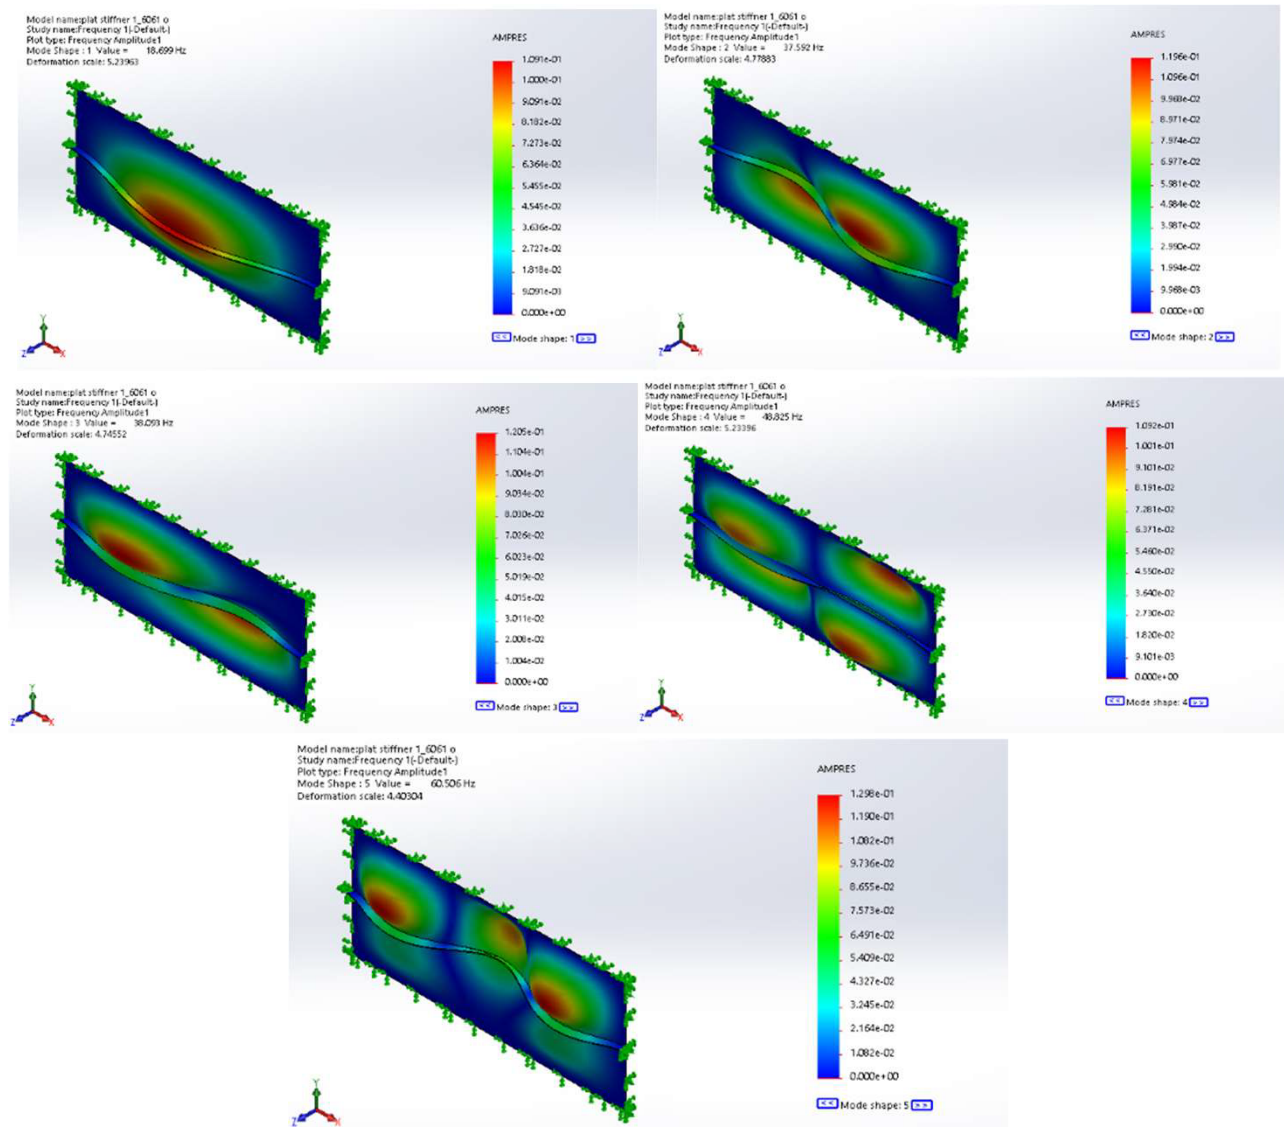 Model name:plat stiffner 1_6061 o
Study name:Frequency 1(-Default-)
Plot type: Frequency Amplitude1
Mode Shape : 1 Value = 18.699 Hz
Deformation scale: 5.23963
AMPRES
1.091e-01
1.000e-01
9.091e-02
8.182e-02
7.273e-02
6.364e-02
5.455e-02
4.545e-02
3.636e-02
2.727e-02
1.818e-02
9.091e-03
0.000e+00
<< Mode shape: 1 >>
Y
Z
X
Model name:plat stiffner 1_6061 o
Study name:Frequency 1(-Default-)
Plot type: Frequency Amplitude1
Mode Shape : 2 Value = 37.592 Hz
Deformation scale: 4.77883
AMPRES
1.196e-01
1.096e-01
9.968e-02
8.971e-02
7.974e-02
6.977e-02
5.981e-02
4.984e-02
3.987e-02
2.990e-02
1.994e-02
9.968e-03
0.000e+00
<< Mode shape: 2 >>
Y
Z
X
Model name:plat stiffner 1_6061 o
Study name:Frequency 1(-Default-)
Plot type: Frequency Amplitude1
Mode Shape : 3 Value = 38.093 Hz
Deformation scale: 4.74552
AMPRES
1.205e-01
1.104e-01
1.004e-01
9.034e-02
8.030e-02
7.026e-02
6.023e-02
5.019e-02
4.015e-02
3.011e-02
2.008e-02
1.004e-02
0.000e+00
<< Mode shape: 3 >>
Y
Z
X
Model name:plat stiffner 1_6061 o
Study name:Frequency 1(-Default-)
Plot type: Frequency Amplitude1
Mode Shape : 4 Value = 48.825 Hz
Deformation scale: 5.23396
AMPRES
1.092e-01
1.001e-01
9.101e-02
8.191e-02
7.281e-02
6.371e-02
5.460e-02
4.550e-02
3.640e-02
2.730e-02
1.820e-02
9.101e-03
0.000e+00
<< Mode shape: 4 >>
Y
Z
X
Model name:plat stiffner 1_6061 o
Study name:Frequency 1(-Default-)
Plot type: Frequency Amplitude1
Mode Shape : 5 Value = 60.506 Hz
Deformation scale: 4.40304
AMPRES
1.298e-01
1.190e-01
1.082e-01
9.736e-02
8.655e-02
7.573e-02
6.491e-02
5.409e-02
4.327e-02
3.245e-02
2.164e-02
1.082e-02
0.000e+00
<< Mode shape: 5 >>
Y
Z
X